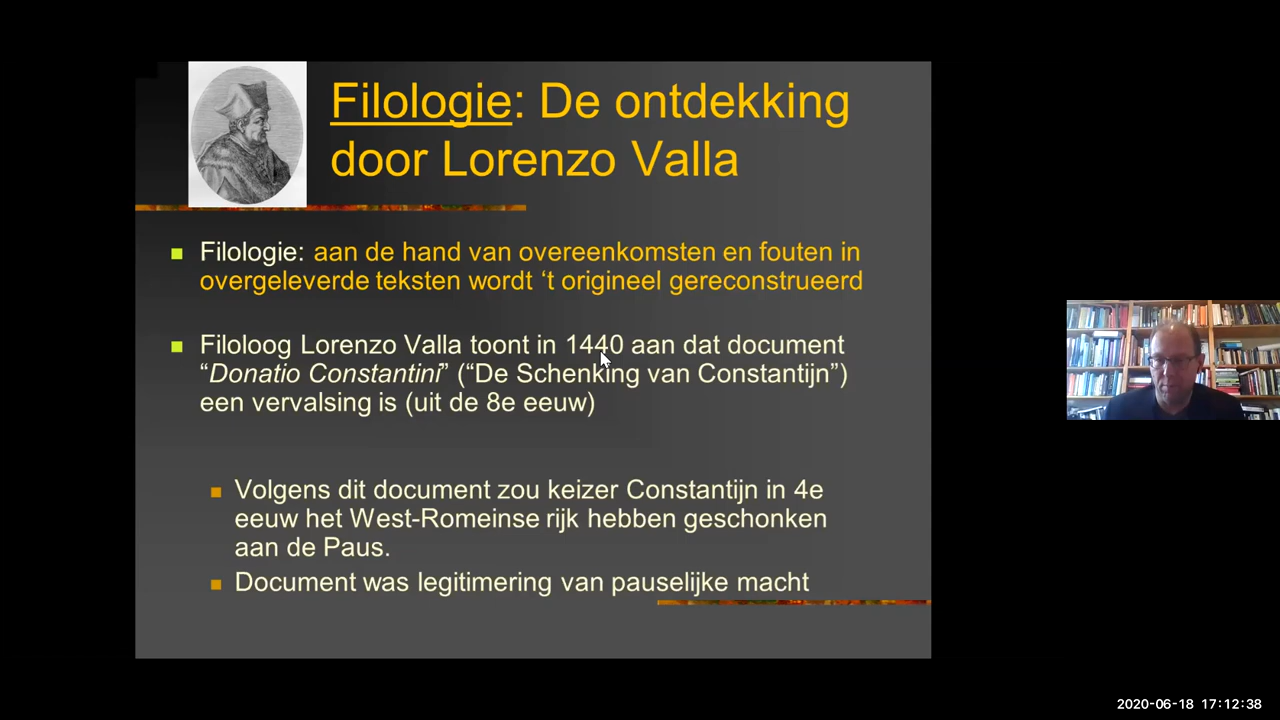 Filologie: De ontdekking
door Lorenzo Valla
Filologie: aan de hand van overeenkomsten en fouten in
overgeleverde teksten wordt ‘t origineel gereconstrueerd
Filoloog Lorenzo Valla toont in 1440 aan dat document
“Donatio Constantini” (“De Schenking van Constantijn”)
een vervalsing is (uit de 8e eeuw)
Volgens dit document zou keizer Constantijn in 4e
eeuw het West-Romeinse rijk hebben geschonken
aan de Paus.
Document was legitimering van pauselijke macht
2020-06-18 17:12:38